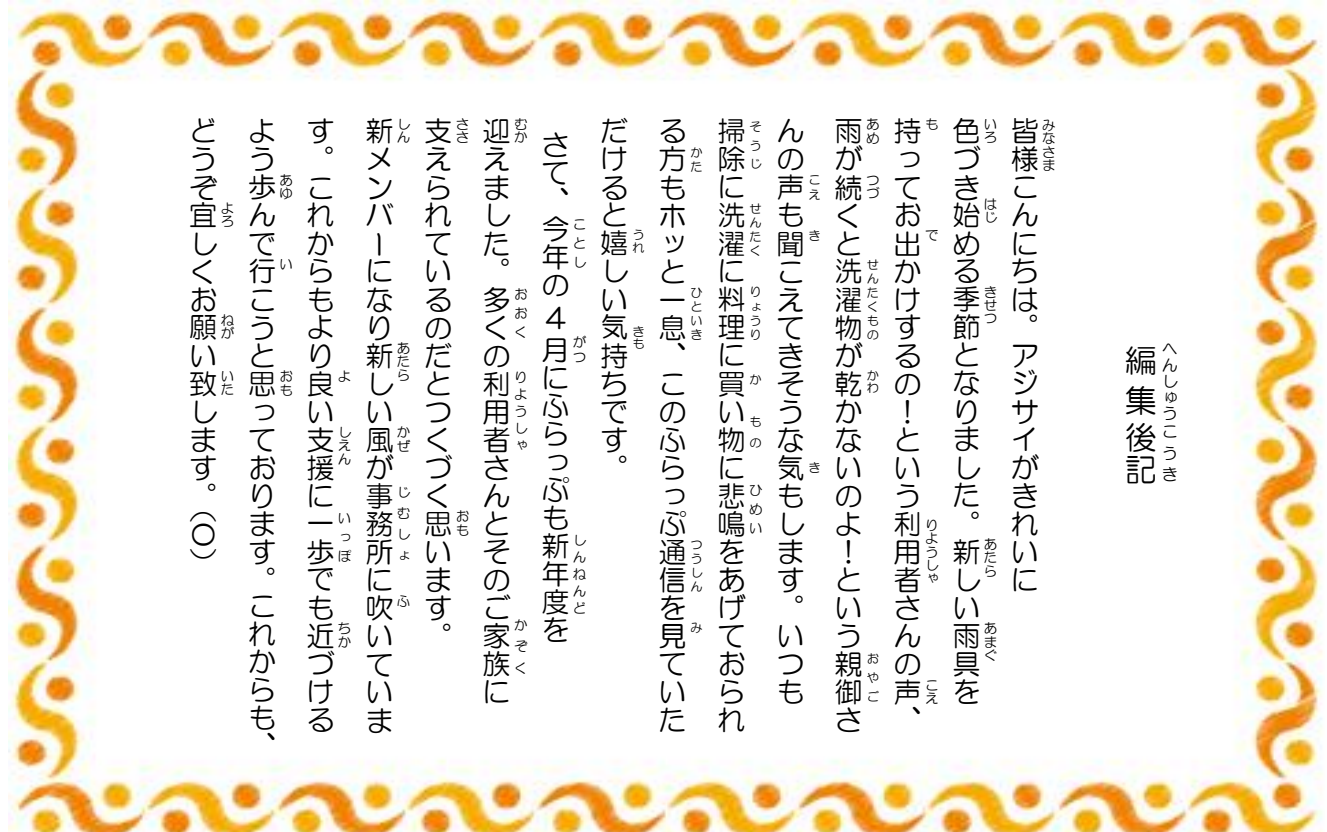 編集後記
皆様こんにちは。アジサイがきれいに
色づき始める季節となりました。新しい雨具を
持ってお出かけするの！という利用者さんの声、
雨が続くと洗濯物が乾かないのよ！という親御さ
んの声も聞こえてきそうな気もします。いつも
掃除に洗濯に料理に買い物に悲鳴をあげておられ
る方もホッと一息、このふらっぷ通信を見ていた
だけると嬉しい気持ちです。
さて、今年の４月にふらっぷも新年度を
迎えました。多くの利用者さんとそのご家族に
支えられているのだとつくづく思います。
新メンバーになり新しい風が事務所に吹いていま
す。これからもより良い支援に一歩でも近づける
よう歩んで行こうと思っております。これからも、
どうぞ宜しくお願い致します。（〇）